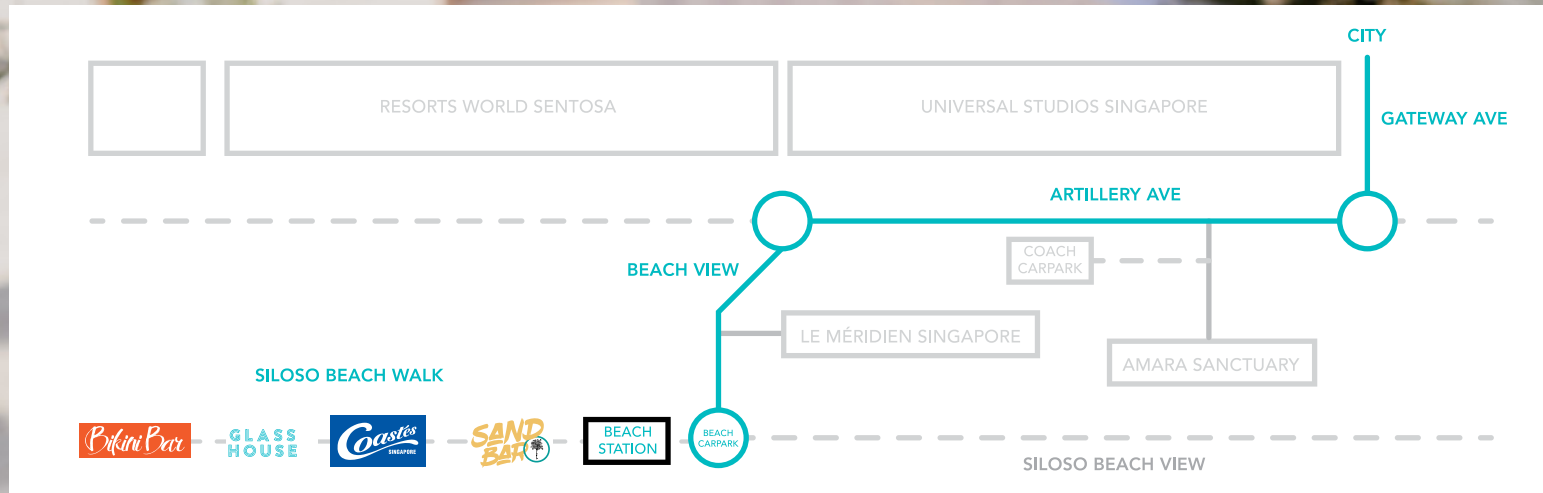 CITY
RESORTS WORLD SENTOSA
UNIVERSAL STUDIOS SINGAPORE
GATEWAY AVE
ARTILLERY AVE
COACH
CARPARK
BEACH VIEW
LE MÉRIDIEN SINGAPORE
AMARA SANCTUARY
SILOSO BEACH WALK
Bikini Bar
GLASS
HOUSE
Coastes
SINGAPORE
SAND
BAR
BEACH
STATION
BEACH
CARPARK
SILOSO BEACH VIEW